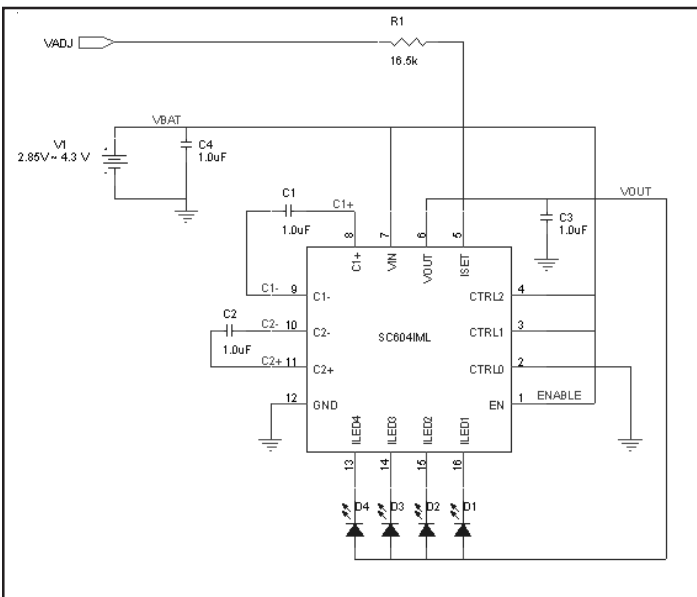 R1
VADJ
16.5k
VBAT
V1
2.85V ~ 4.3 V
C4
1.0uF
C1
C1+
1.0uF
VOUT
C3
1.0uF
8
7
6
5
C1+
VIN
VOUT
ISET
C1-
9
C1-
CTRL2
4
C2
C2-
10
C2-
SC604IML
CTRL1
3
1.0uF
C2+
11
C2+
CTRL0
2
12
GND
EN
1
ENABLE
ILED4
ILED3
ILED2
ILED1
13
14
15
16
D4
D3
D2
D1